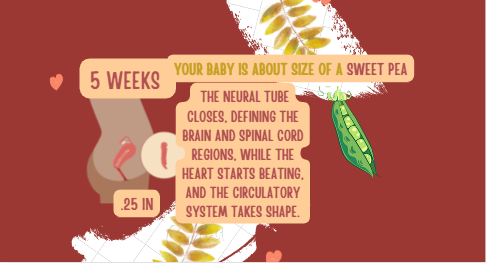 5 WEEKS
YOUR BABY IS ABOUT SIZE OF A SWEET PEA
THE NEURAL TUBE
CLOSES, DEFINING THE
BRAIN AND SPINAL CORD
REGIONS, WHILE THE
HEART STARTS BEATING,
AND THE CIRCULATORY
SYSTEM TAKES SHAPE.
.25 IN